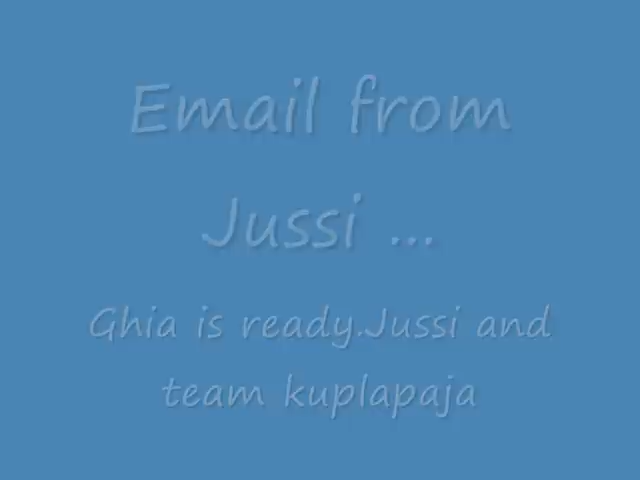 Email from
Jussi ...
Ghia is ready.Jussi and
team kuplapaja